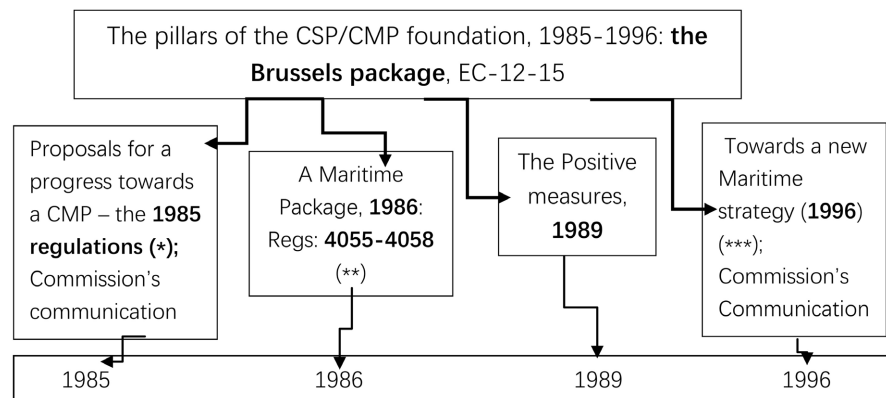 The pillars of the CSP/CMP foundation, 1985-1996: the
Brussels package, EC-12-15
Proposals for a
progress towards
a CMP – the 1985
regulations (*);
Commission’s
communication
A Maritime
Package, 1986:
Regs: 4055-4058
(**)
The Positive
measures,
1989
Towards a new
Maritime
strategy (1996)
(***);
Commission’s
Communication
1985
1986
1989
1996